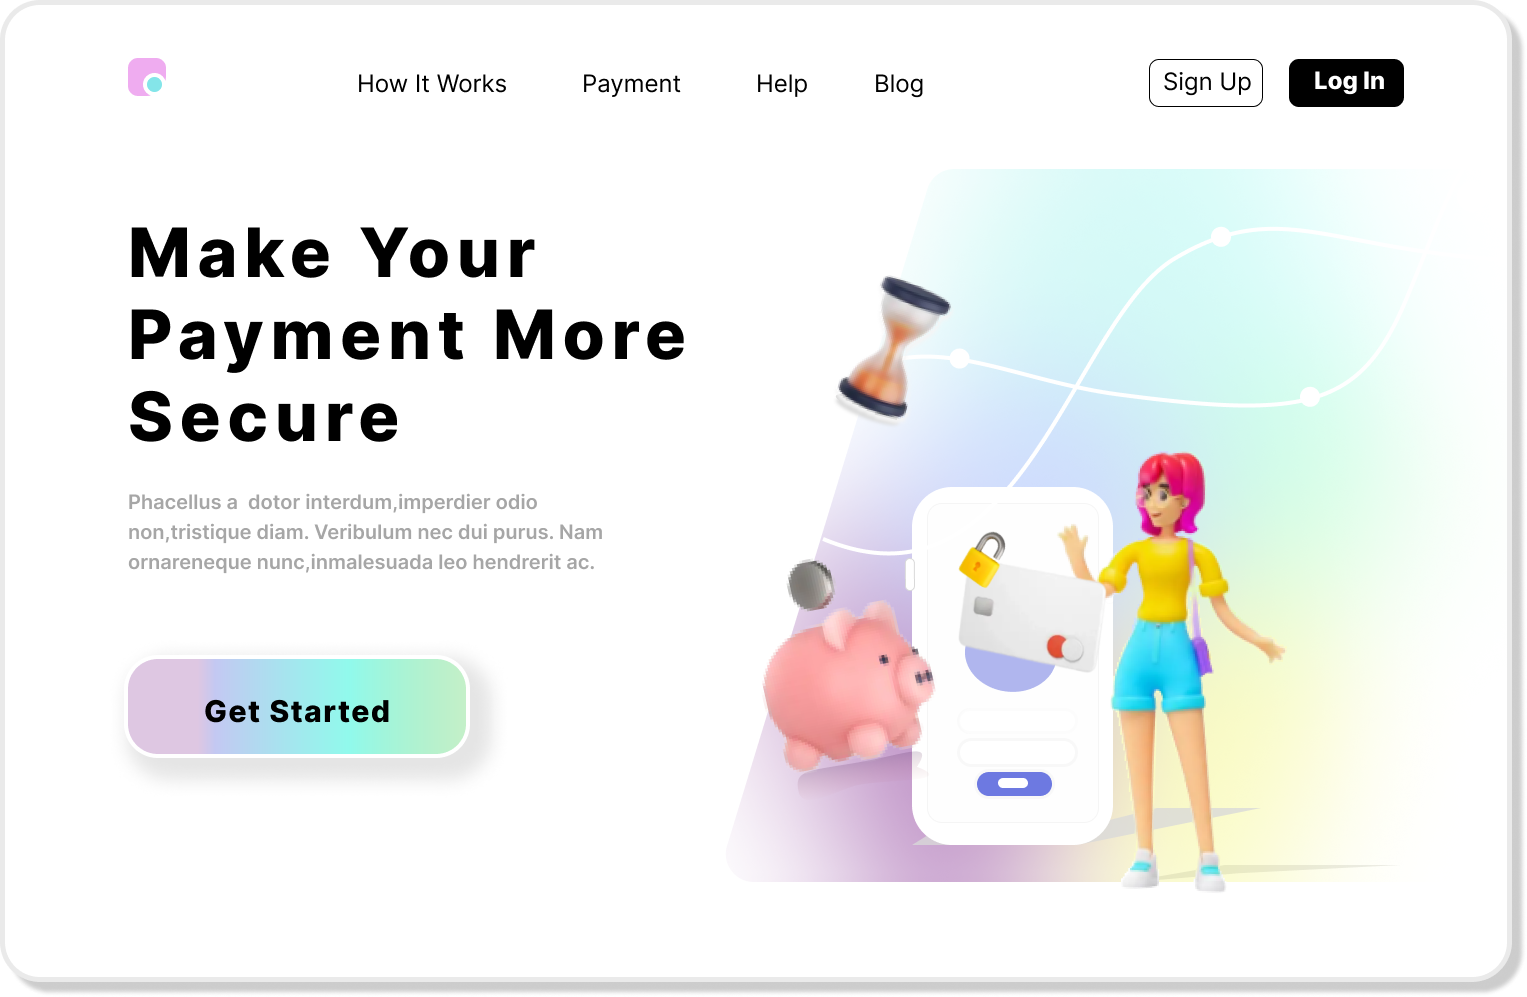 How It Works
Payment
Help
Blog
Sign Up
Log In
Make Your
Payment More
Secure
Phacellus a  dotor interdum,imperdier odio
non,tristique diam. Veribulum nec dui purus. Nam
ornareneque nunc,inmalesuada leo hendrerit ac.
Get Started